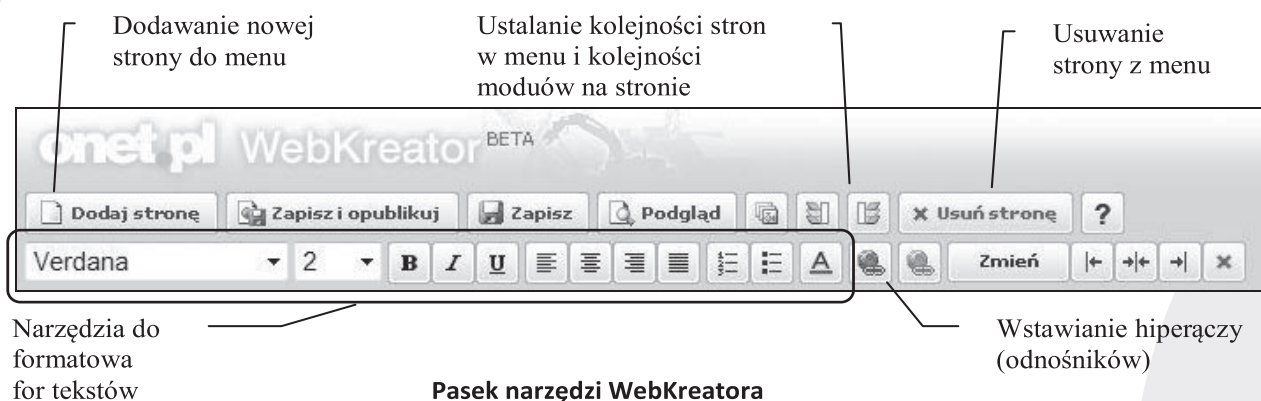 Dodawanie nowej
strony do menu
Ustalanie kolejności stron
w menu i kolejności
moduów na stronie
Usuwanie
strony z menu
onet.pl WebKreator BETA
Dodaj stronę Zapisz i opublikuj Zapisz Podgląd Usuń stronę ?
Verdana 2 B I U A Zmień
Narzędzia do
formatowa
for tekstów
Wstawianie hiperączy
(odnośników)
Pasek narzędzi WebKreatora